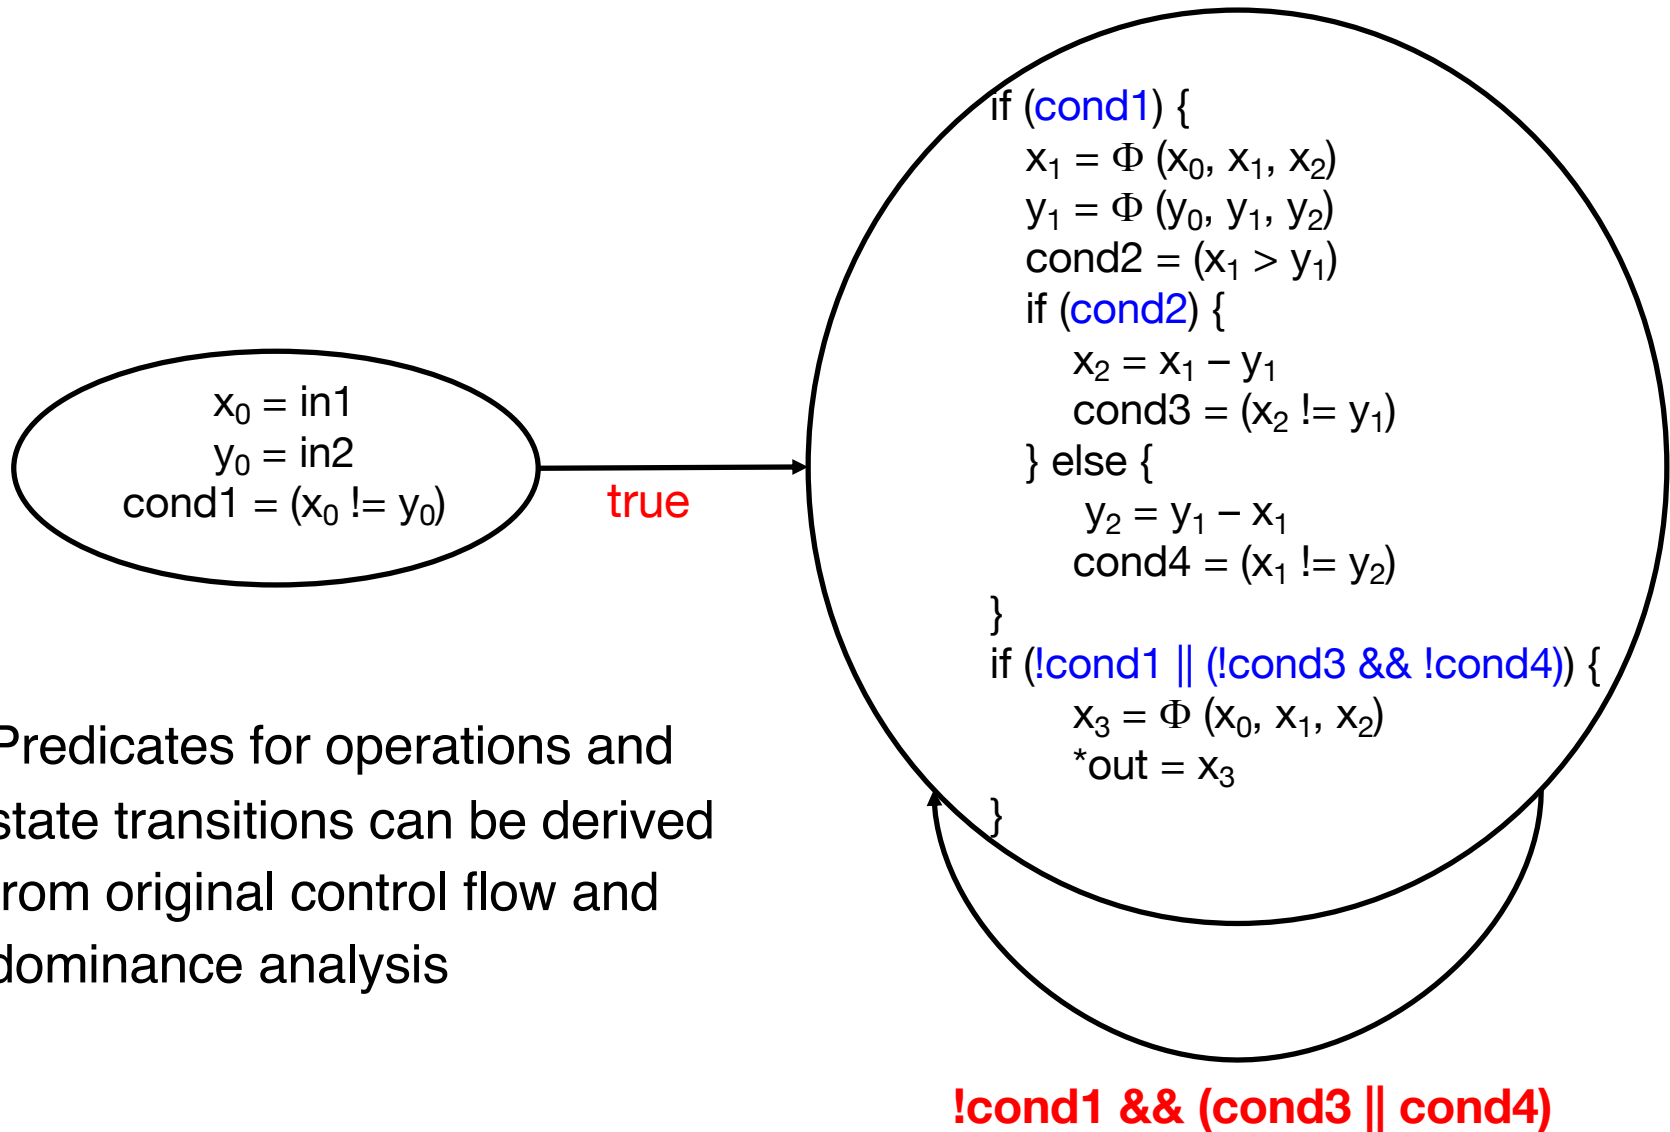 if (cond1) {
x₁ = Φ (x₀, x₁, x₂)
y₁ = Φ (y₀, y₁, y₂)
cond2 = (x₁ > y₁)
if (cond2) {
x₂ = x₁ – y₁
cond3 = (x₂ != y₁)
} else {
y₂ = y₁ – x₁
cond4 = (x₁ != y₂)
}
if (!cond1 || (!cond3 && !cond4)) {
x₃ = Φ (x₀, x₁, x₂)
*out = x₃
}
x₀ = in1
y₀ = in2
cond1 = (x₀ != y₀)
true
Predicates for operations and
state transitions can be derived
from original control flow and
dominance analysis
!cond1 && (cond3 || cond4)